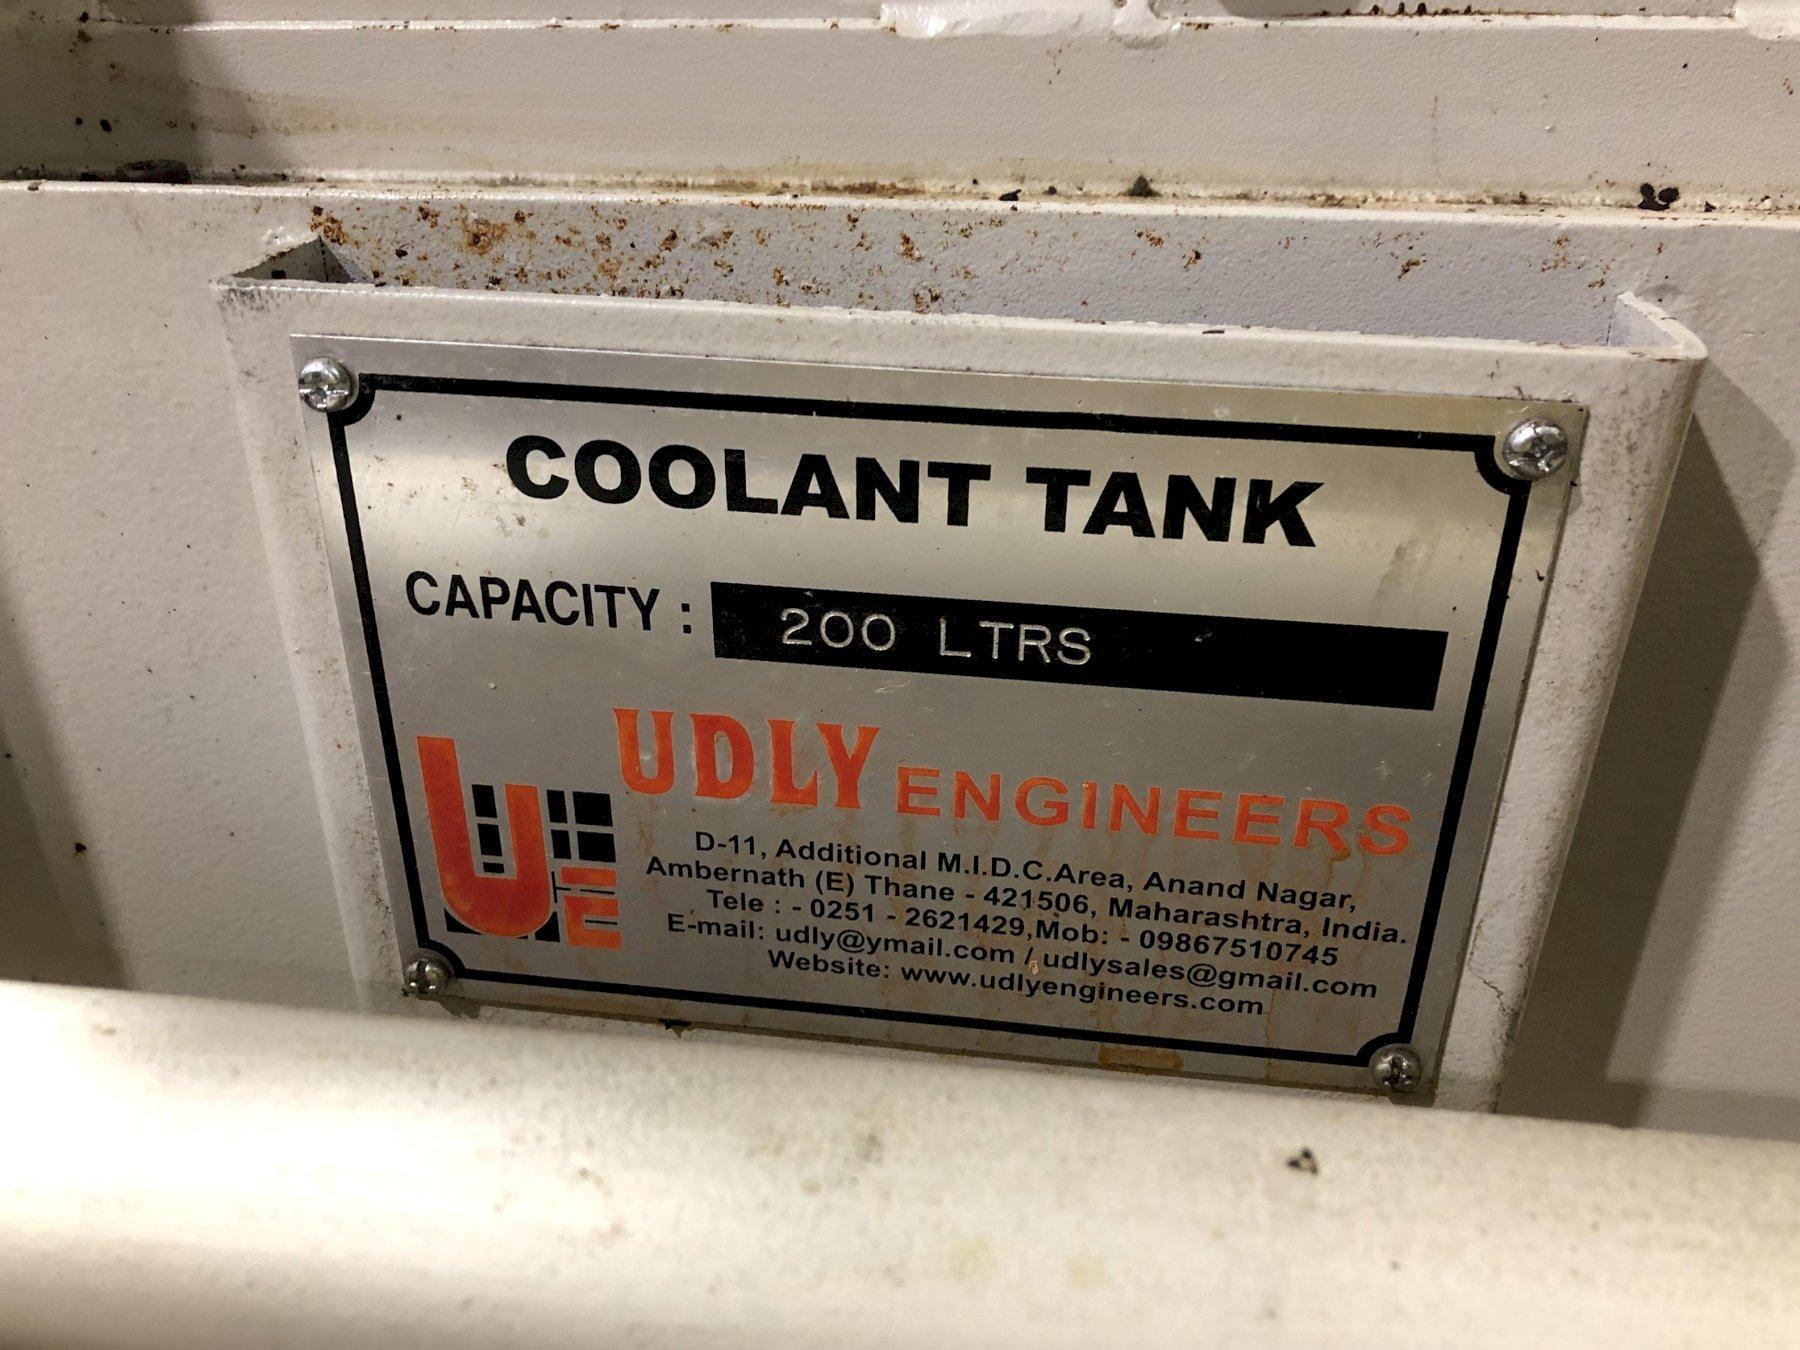 COOLANT TANK
CAPACITY : 200 LTRS
UE
UDLY ENGINEERS
D-11, Additional M.I.D.C.Area, Anand Nagar,
Ambernath (E) Thane - 421506, Maharashtra, India.
Tele : - 0251 - 2621429,Mob: - 09867510745
E-mail: udly@ymail.com / udlysales@gmail.com
Website: www.udlyengineers.com